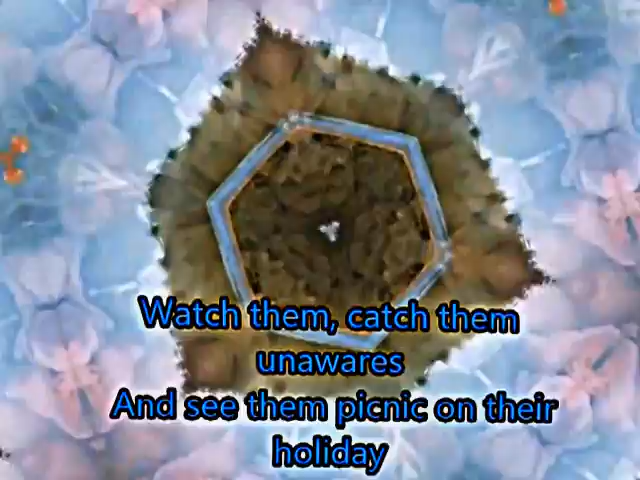 Watch them, catch them
unawares
And see them picnic on their
holiday